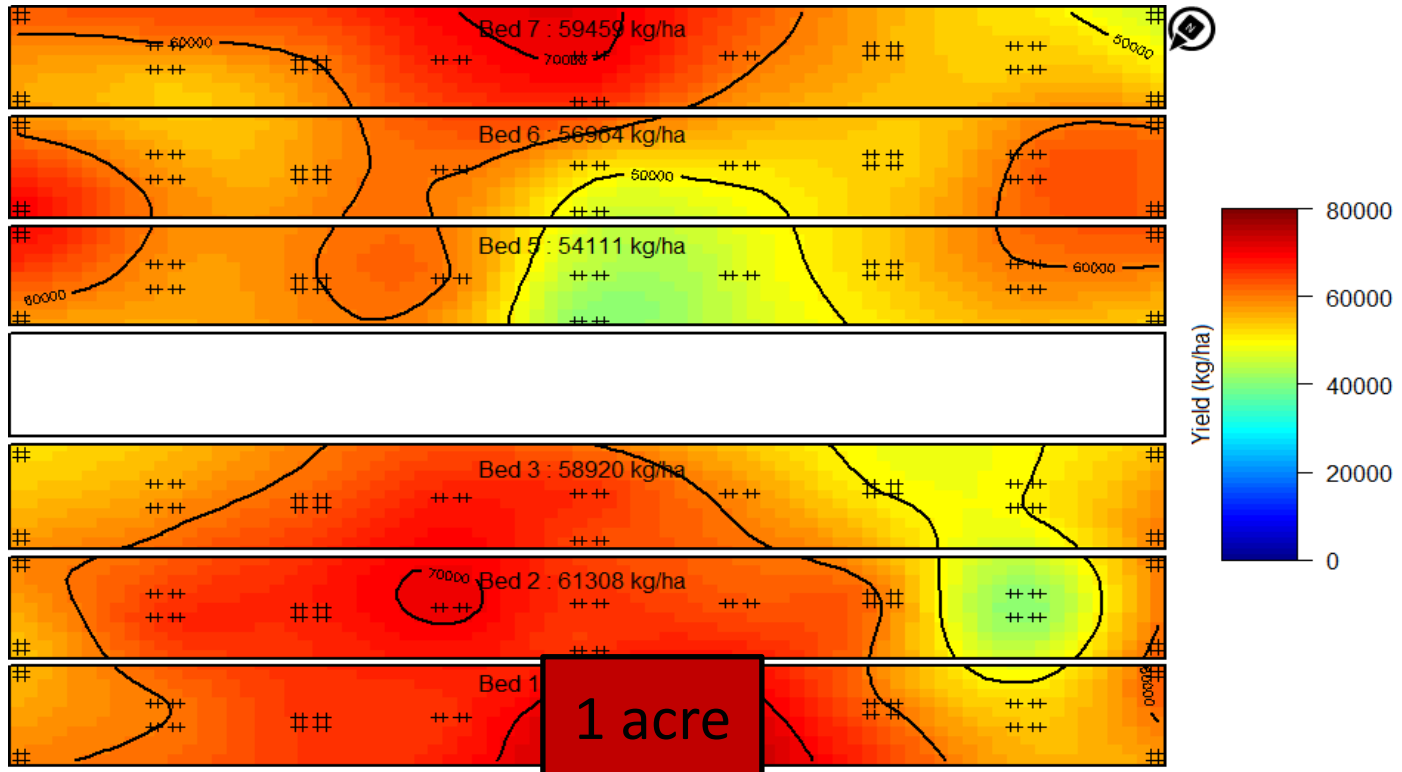 Bed 7 : 59459 kg/ha
N
60000
70000
50000
Bed 6 : 56964 kg/ha
50000
Bed 5 : 54111 kg/ha
60000
60000
80000
60000
40000
20000
0
Yield (kg/ha)
Bed 3 : 58920 kg/ha
70000
Bed 2 : 61308 kg/ha
Bed 1
1 acre